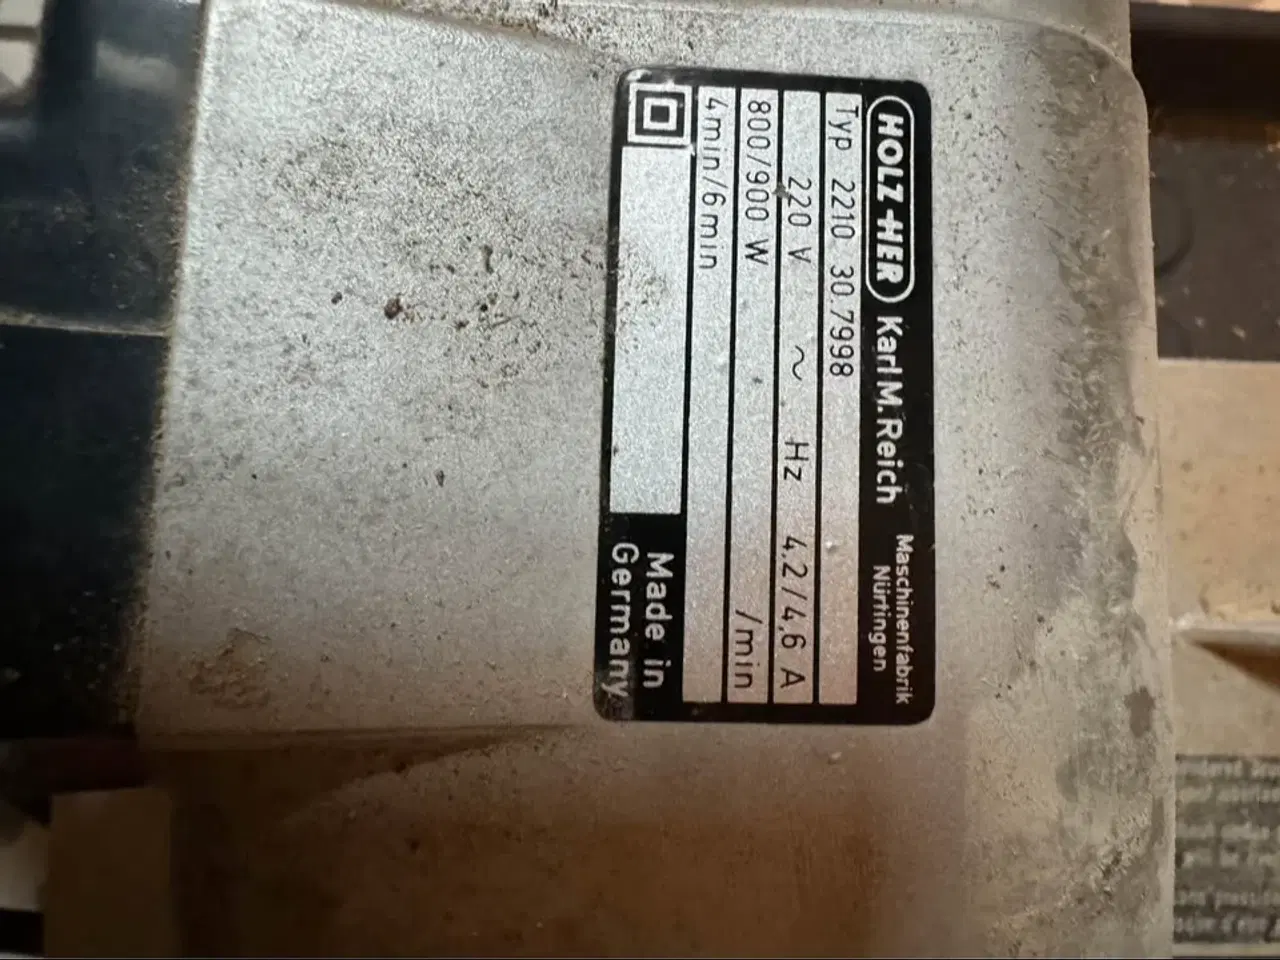 HOLZ-HER Karl M. Reich Maschinenfabrik Nürtingen
Typ 2210 30.7998
220 V ~ Hz 4,2/4,6 A
800/900 W /min
4min/6min
Made in
Germany